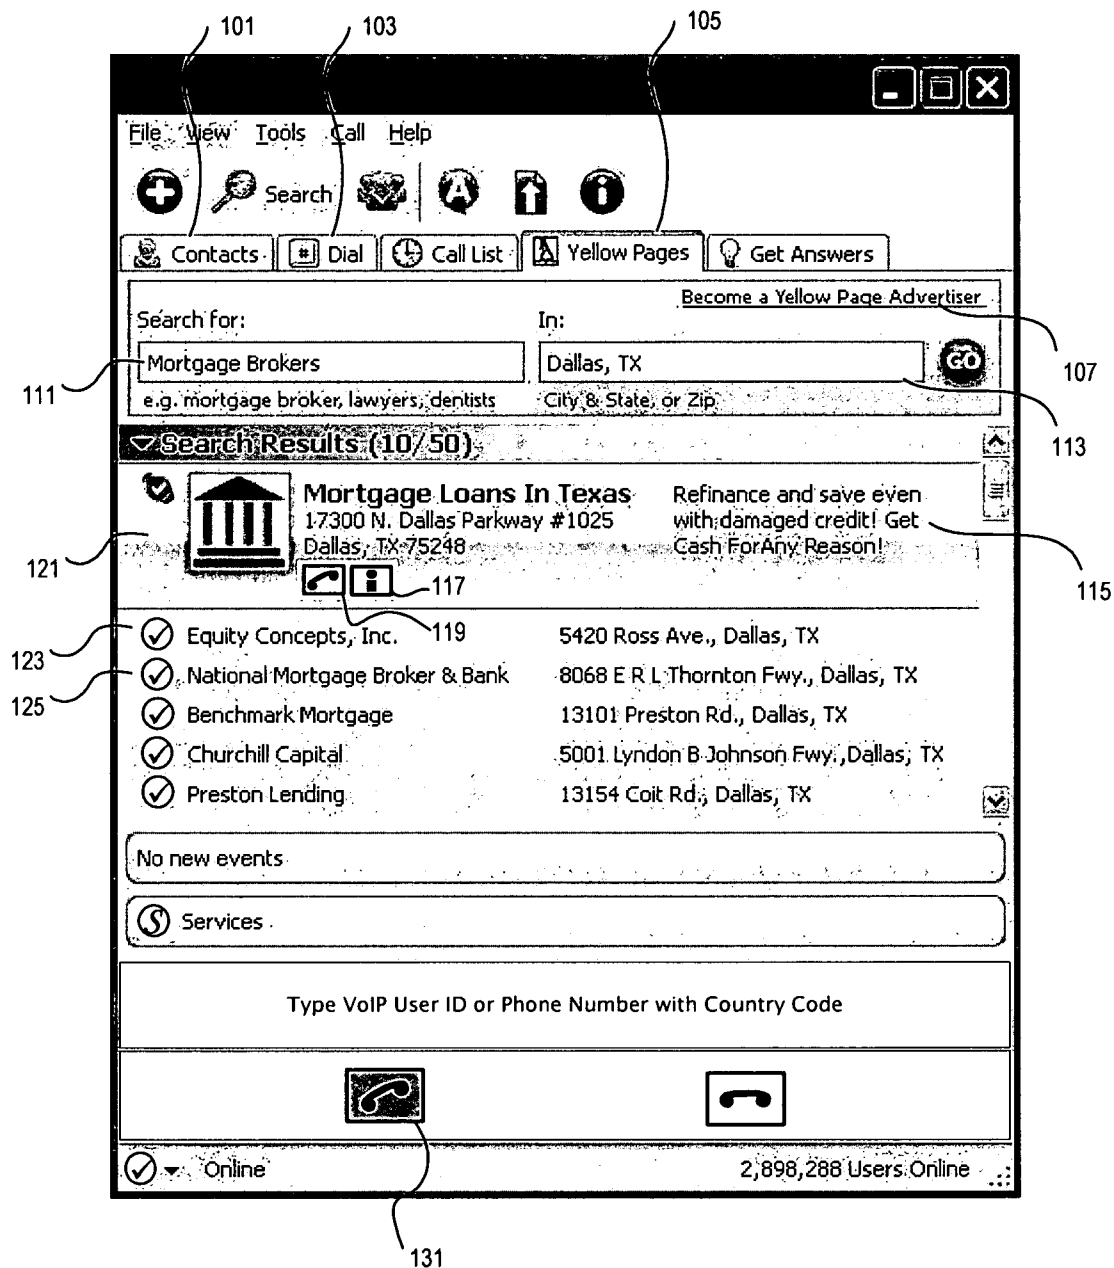 101 103 105
File View Tools Call Help
Search
Contacts # Dial Call List Yellow Pages Get Answers
Become a Yellow Page Advertiser
107
Search for: In:
111 Mortgage Brokers Dallas, TX GO
e.g. mortgage broker, lawyers, dentists City & State, or Zip
113
Search Results (10/50)
Mortgage Loans In Texas Refinance and save even
17300 N. Dallas Parkway #1025 with damaged credit! Get
Dallas, TX 75248 Cash ForAny Reason!
121 117 115
119
123 Equity Concepts, Inc. 5420 Ross Ave., Dallas, TX
125 National Mortgage Broker & Bank 8068 E R L Thornton Fwy., Dallas, TX
Benchmark Mortgage 13101 Preston Rd., Dallas, TX
Churchill Capital 5001 Lyndon B Johnson Fwy.,Dallas, TX
Preston Lending 13154 Coit Rd., Dallas, TX
No new events
S Services
Type VoIP User ID or Phone Number with Country Code
Online 2,898,288 Users Online
131